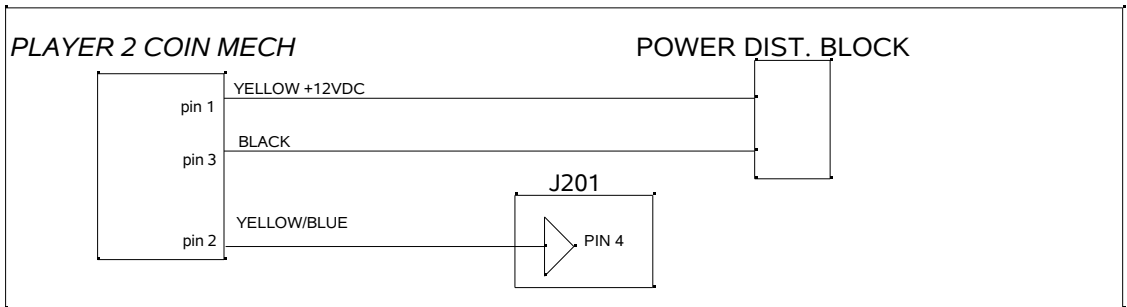 PLAYER 2 COIN MECH
POWER DIST. BLOCK
YELLOW +12VDC
pin 1
BLACK
pin 3
J201
YELLOW/BLUE
pin 2
PIN 4